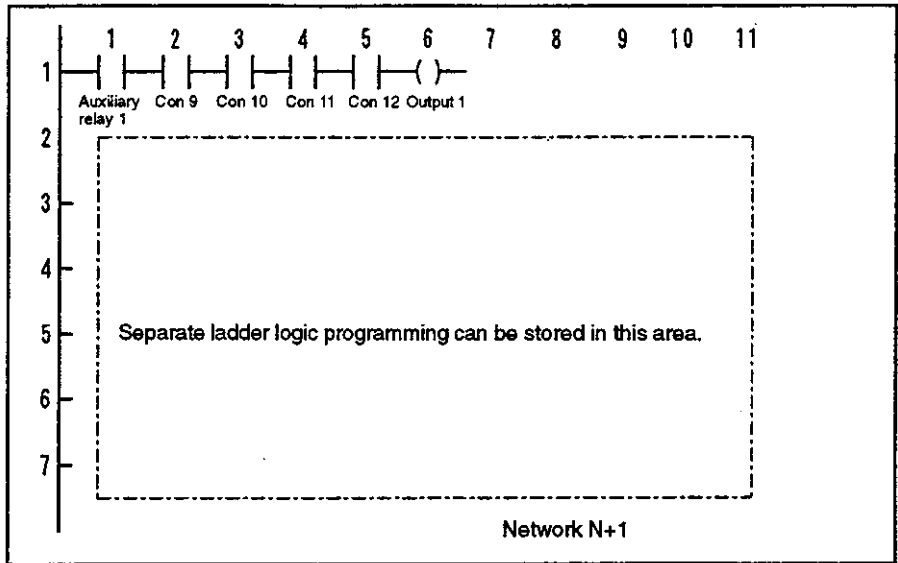 1 2 3 4 5 6 7 8 9 10 11
1
Auxiliary relay 1 Con 9 Con 10 Con 11 Con 12 Output 1
2
3
4
5 Separate ladder logic programming can be stored in this area.
6
7
Network N+1